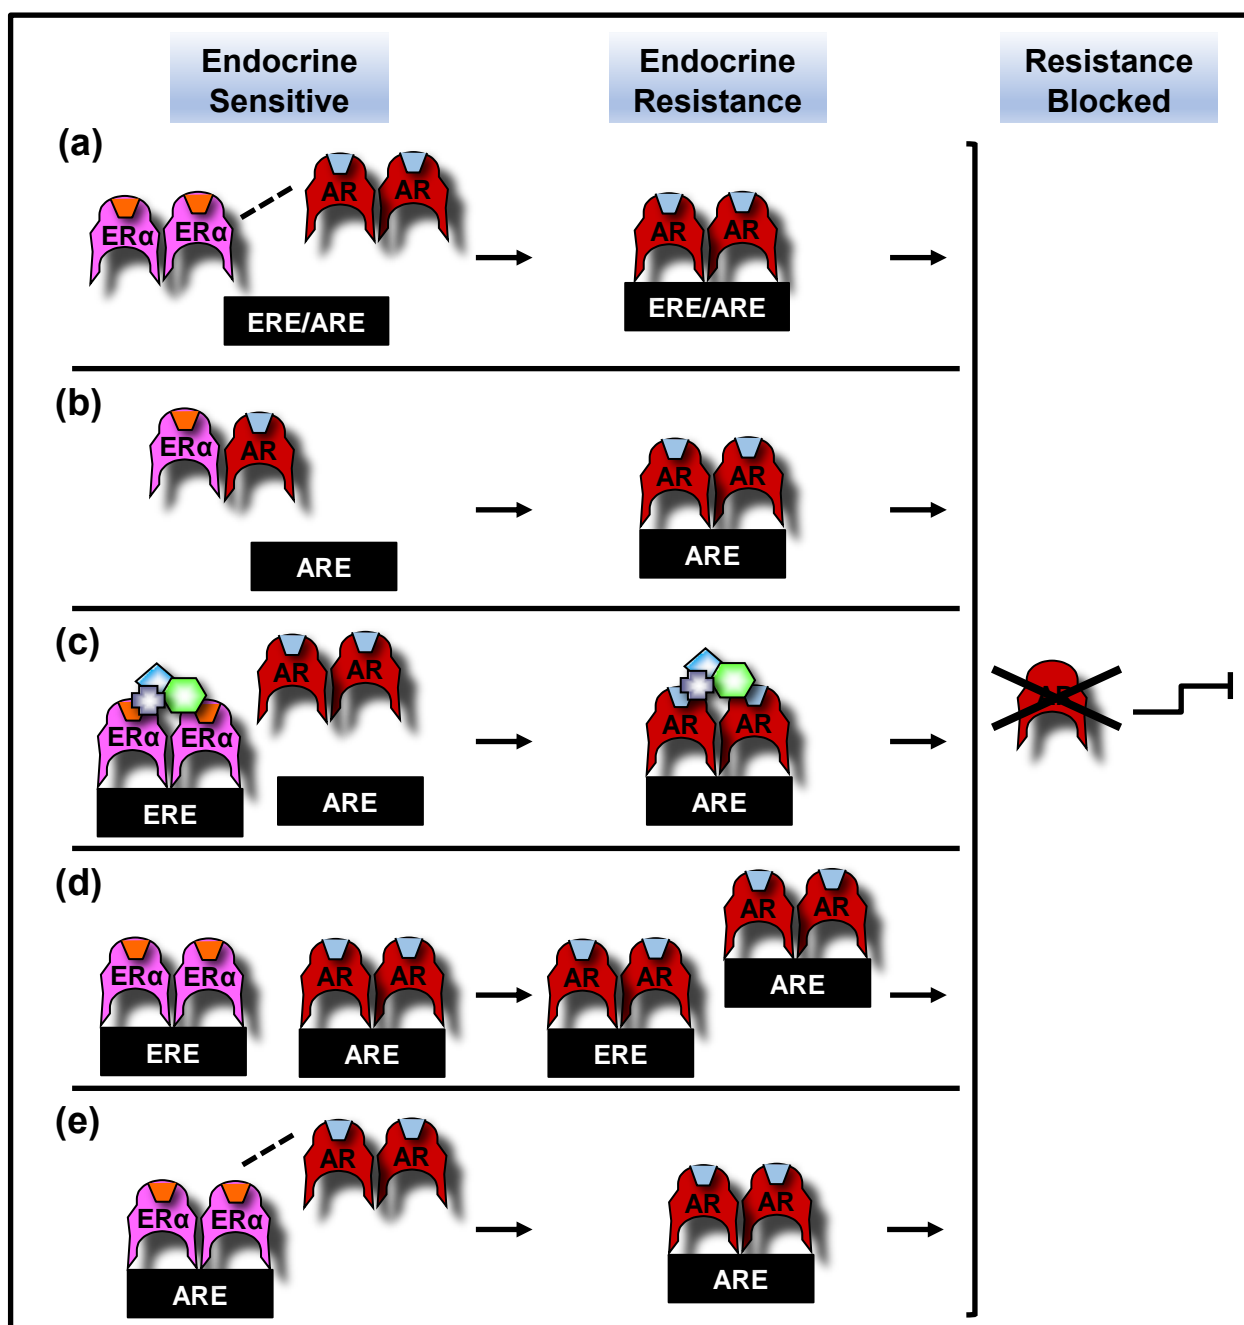 Endocrine
Sensitive
Endocrine
Resistance
Resistance
Blocked
(a)
ERα ERα
AR AR
ERE/ARE
AR AR
ERE/ARE
(b)
ERα AR
ARE
AR AR
ARE
(c)
ERα ERα
ERE
AR AR
ARE
AR AR
ARE
AR
(d)
ERα ERα
ERE
AR AR
ARE
AR AR
ERE
AR AR
ARE
(e)
ERα ERα
ARE
AR AR
AR AR
ARE